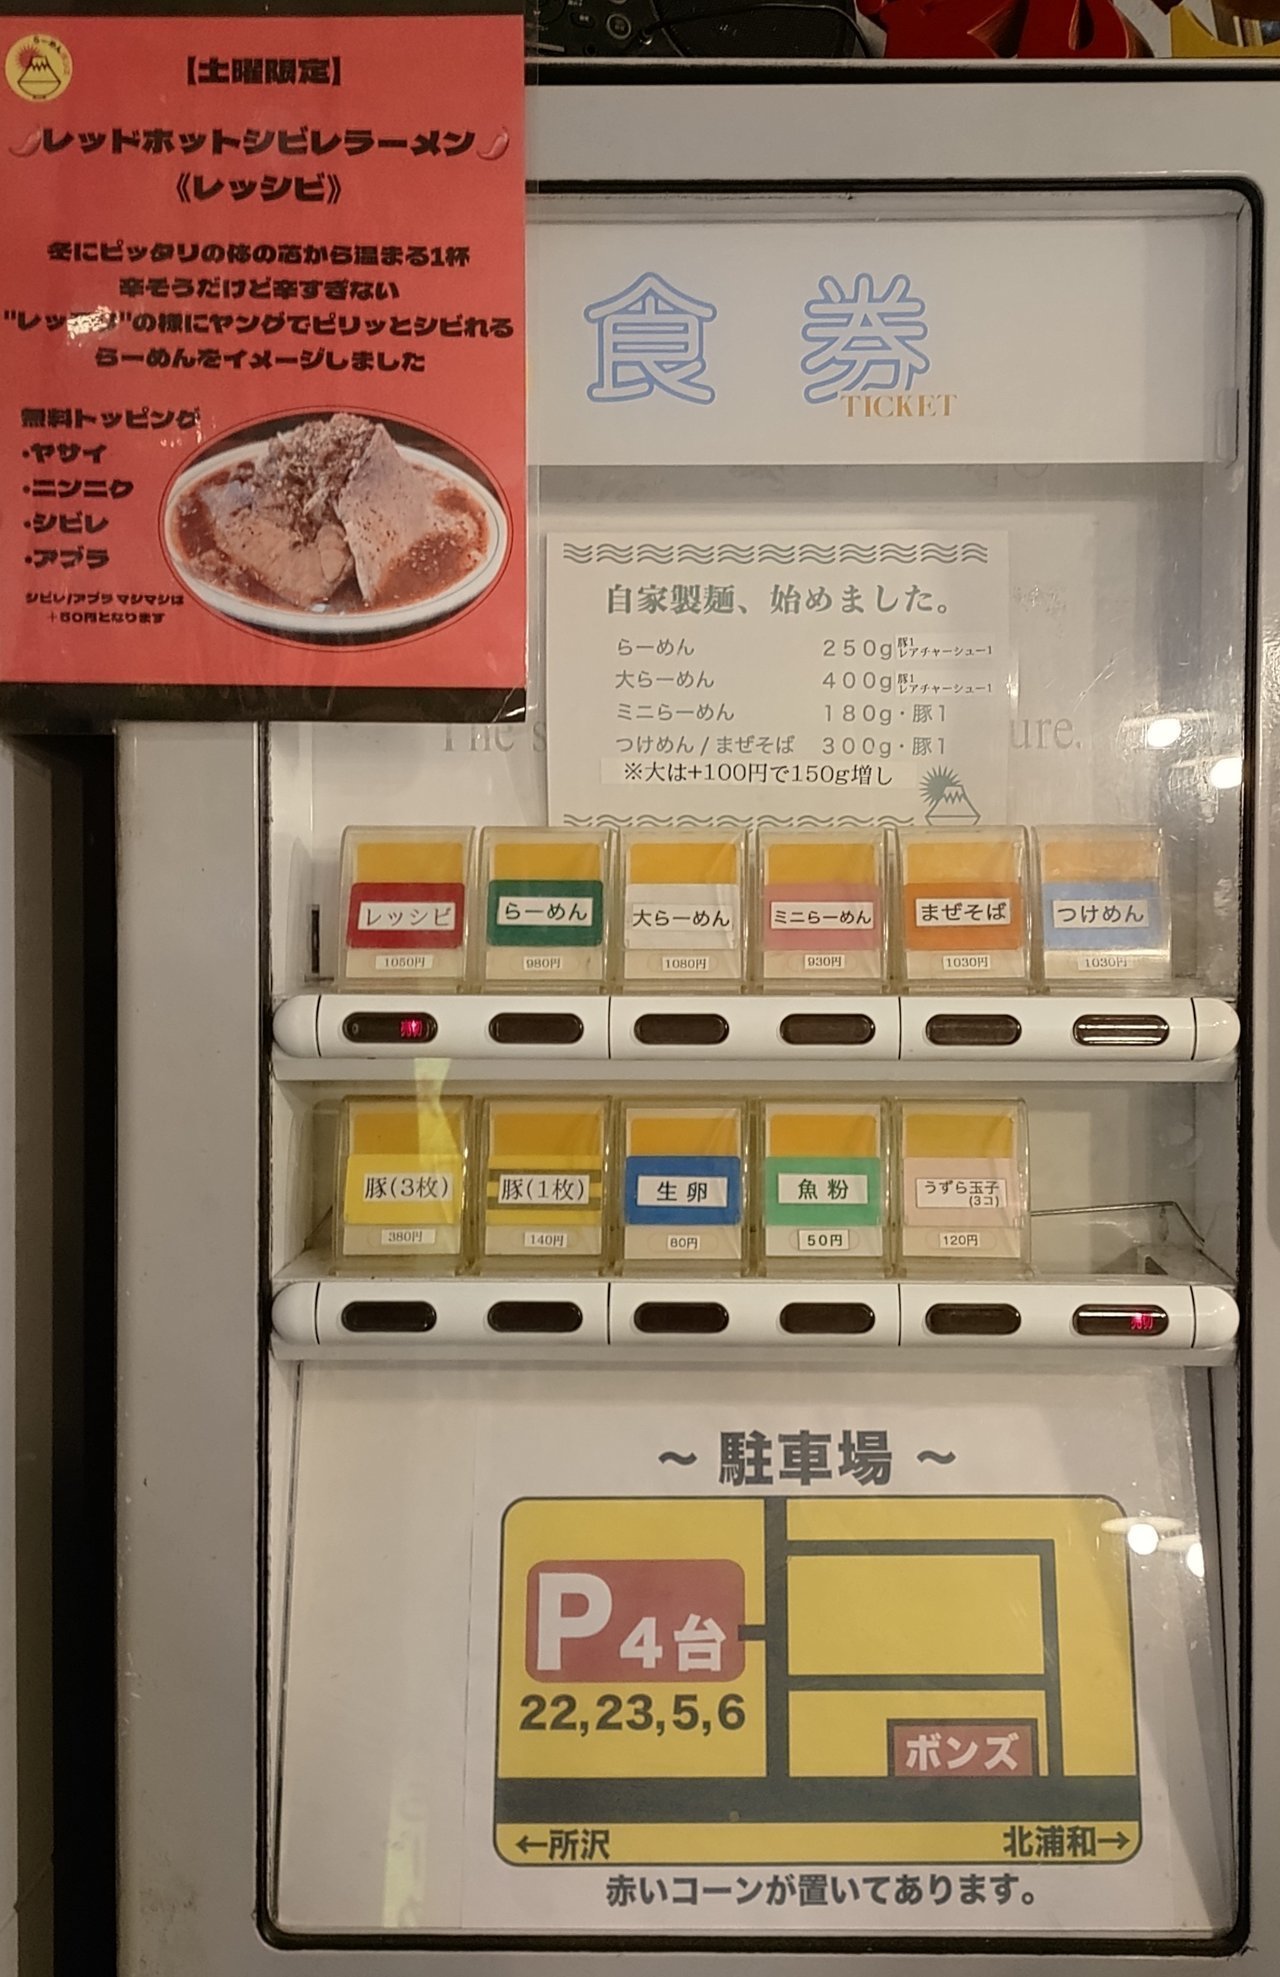 らーめん
【土曜限定】
レッドホットシビレラーメン
《レッシビ》
冬にピッタリの体の芯から温まる1杯
辛そうだけど辛すぎない
の様にヤングでピリッとシビれる
らーめんをイメージしました
無料トッピング
・ヤサイ
・ニンニク
・シビレ
・アブラ
シビレ/アブラ マシマシは
+50円となります
食券
TICKET
自家製麺、始めました。
らーめん 250g 豚1 レアチャーシュー1
大らーめん 400g 豚1 レアチャーシュー1
ミニらーめん 180g・豚1
つけめん / まぜそば 300g・豚1
※大は+100円で150g増し
The s ure.
レッシビ らーめん 大らーめん ミニらーめん まぜそば つけめん
1050円 980円 1080円 930円 1030円 1030円
売切
豚(3枚) 豚(1枚) 生卵 魚粉 うずら玉子(3コ)
380円 140円 80円 50円 120円
売切
～ 駐車場 ～
P4台
22,23,5,6
ボンズ
←所沢 北浦和→
赤いコーンが置いてあります。